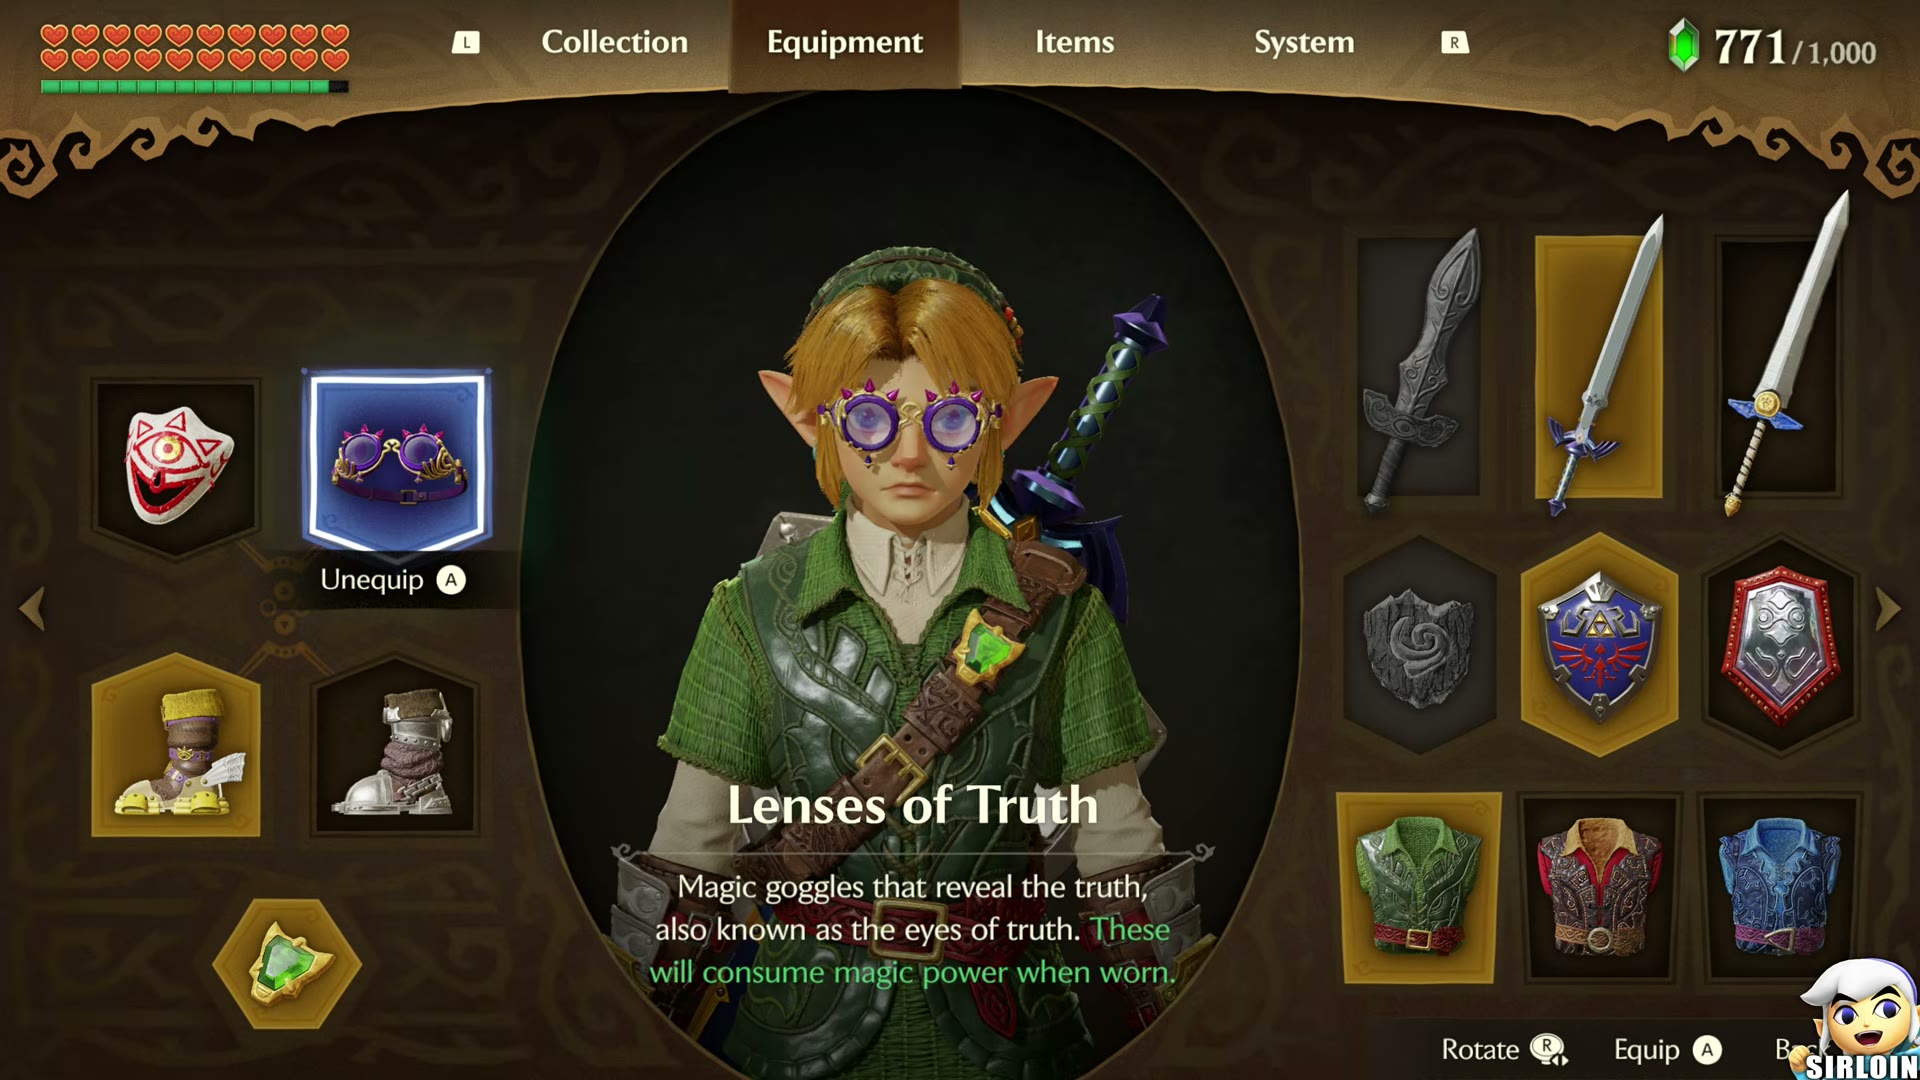 L
Collection
Equipment
Items
System
R
771/1,000
Unequip A
Lenses of Truth
Magic goggles that reveal the truth,
also known as the eyes of truth. These
will consume magic power when worn.
Rotate R
Equip A
SIRLOIN